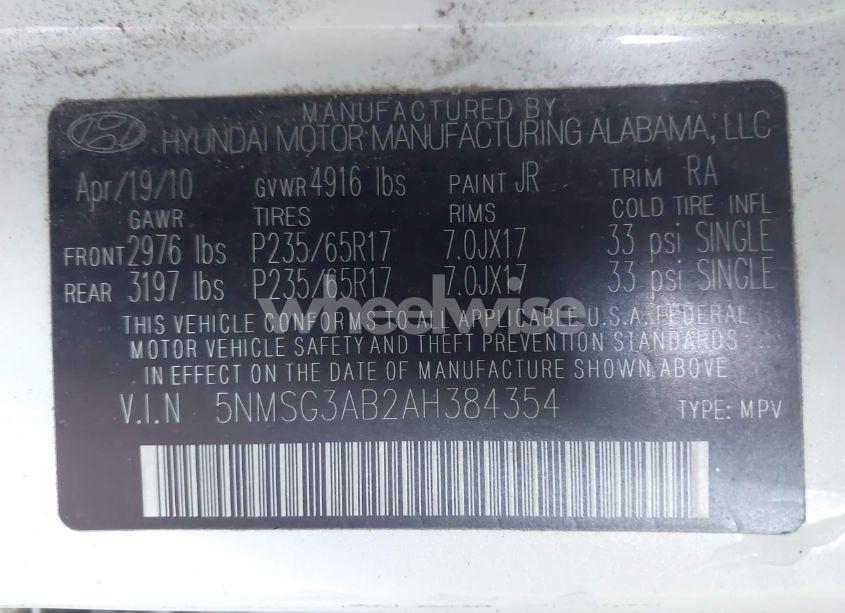 MANUFACTURED BY
HYUNDAI MOTOR MANUFACTURING ALABAMA, LLC
Apr/19/10 GVWR 4916 lbs PAINT JR TRIM RA
GAWR TIRES RIMS COLD TIRE INFL
FRONT 2976 lbs P235/65R17 7.0JX17 33 psi SINGLE
REAR 3197 lbs P235/65R17 7.0JX17 33 psi SINGLE
wheelwise
THIS VEHICLE CONFORMS TO ALL APPLICABLE U.S.A. FEDERAL
MOTOR VEHICLE SAFETY AND THEFT PREVENTION STANDARDS
IN EFFECT ON THE DATE OF MANUFACTURE SHOWN ABOVE.
V.I.N 5NMSG3AB2AH384354 TYPE: MPV